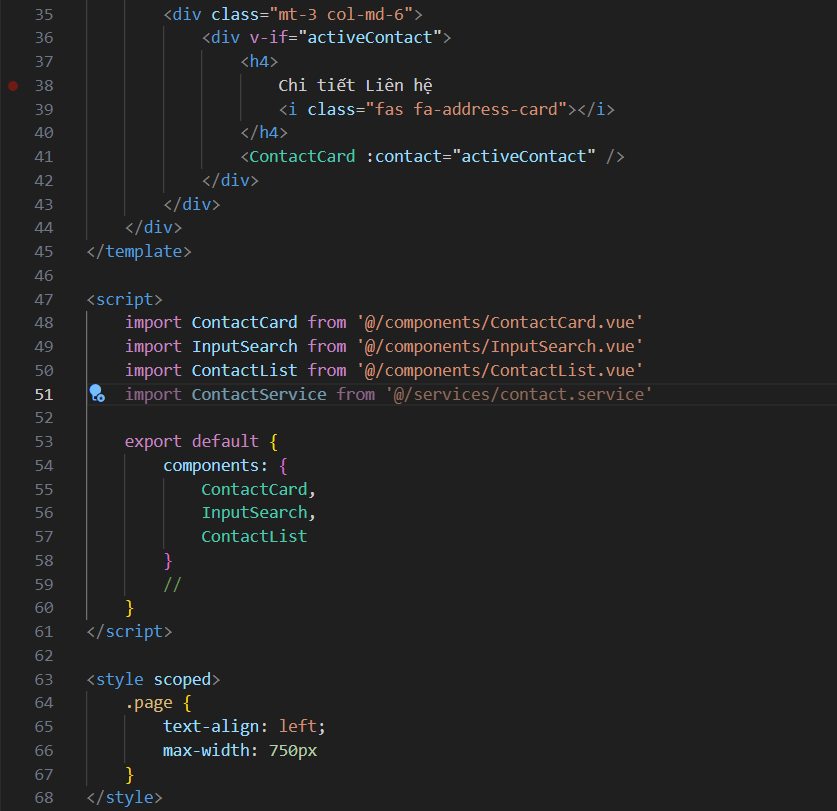 35 <div class="mt-3 col-md-6">
36 <div v-if="activeContact">
37 <h4>
38 Chi tiết Liên hệ
39 <i class="fas fa-address-card"></i>
40 </h4>
41 <ContactCard :contact="activeContact" />
42 </div>
43 </div>
44 </div>
45 </template>
46
47 <script>
48 import ContactCard from '@/components/ContactCard.vue'
49 import InputSearch from '@/components/InputSearch.vue'
50 import ContactList from '@/components/ContactList.vue'
51 import ContactService from '@/services/contact.service'
52
53 export default {
54 components: {
55 ContactCard,
56 InputSearch,
57 ContactList
58 }
59 //
60 }
61 </script>
62
63 <style scoped>
64 .page {
65 text-align: left;
66 max-width: 750px
67 }
68 </style>